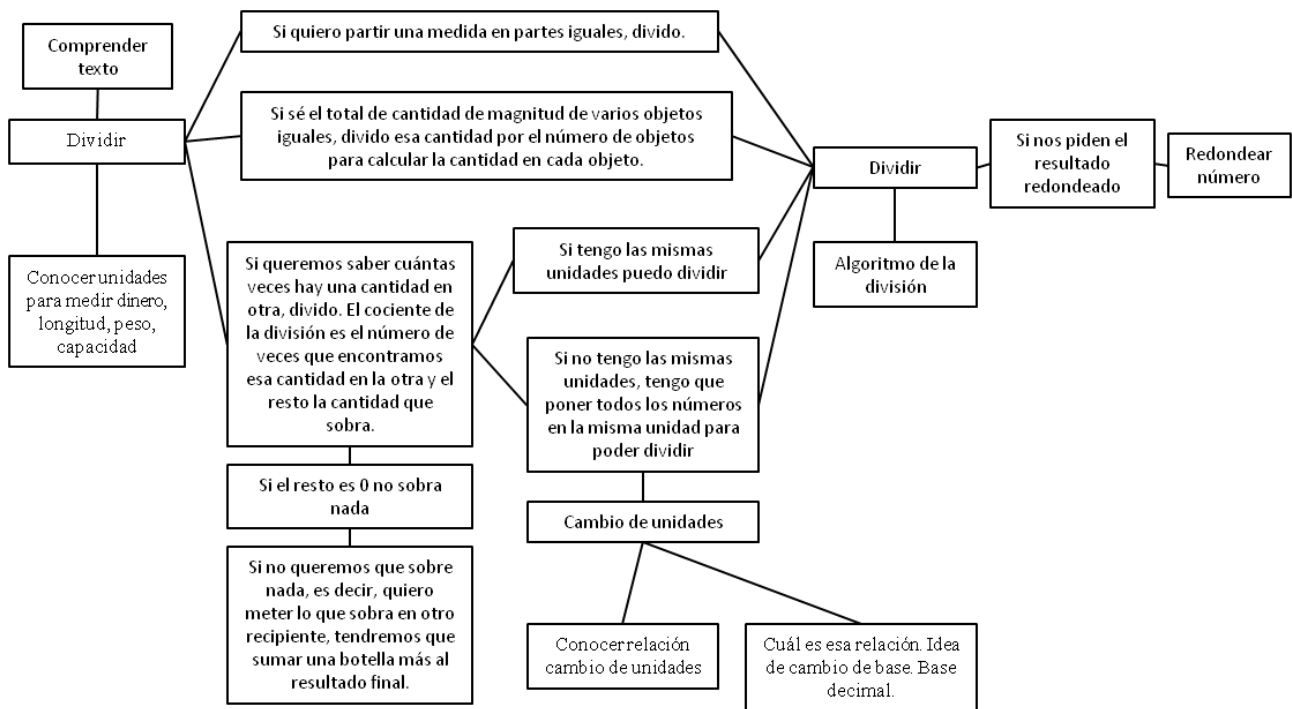 Comprender
texto
Dividir
Conocer unidades
para medir dinero,
longitud, peso,
capacidad
Si quiero partir una medida en partes iguales, divido.
Si sé el total de cantidad de magnitud de varios objetos
iguales, divido esa cantidad por el número de objetos
para calcular la cantidad en cada objeto.
Si queremos saber cuántas
veces hay una cantidad en
otra, divido. El cociente de
la división es el número de
veces que encontramos
esa cantidad en la otra y el
resto la cantidad que
sobra.
Si el resto es 0 no sobra
nada
Si no queremos que sobre
nada, es decir, quiero
meter lo que sobra en otro
recipiente, tendremos que
sumar una botella más al
resultado final.
Si tengo las mismas
unidades puedo dividir
Si no tengo las mismas
unidades, tengo que
poner todos los números
en la misma unidad para
poder dividir
Cambio de unidades
Conocer relación
cambio de unidades
Cuál es esa relación. Idea
de cambio de base. Base
decimal.
Dividir
Algoritmo de la
división
Si nos piden el
resultado
redondeado
Redondear
número